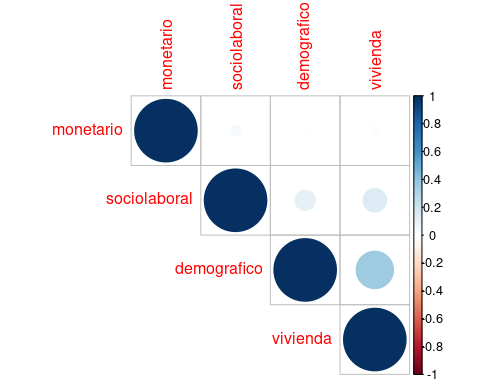 monetario
sociolaboral
demografico
vivienda
monetario
sociolaboral
demografico
vivienda
1
0.8
0.6
0.4
0.2
0
-0.2
-0.4
-0.6
-0.8
-1